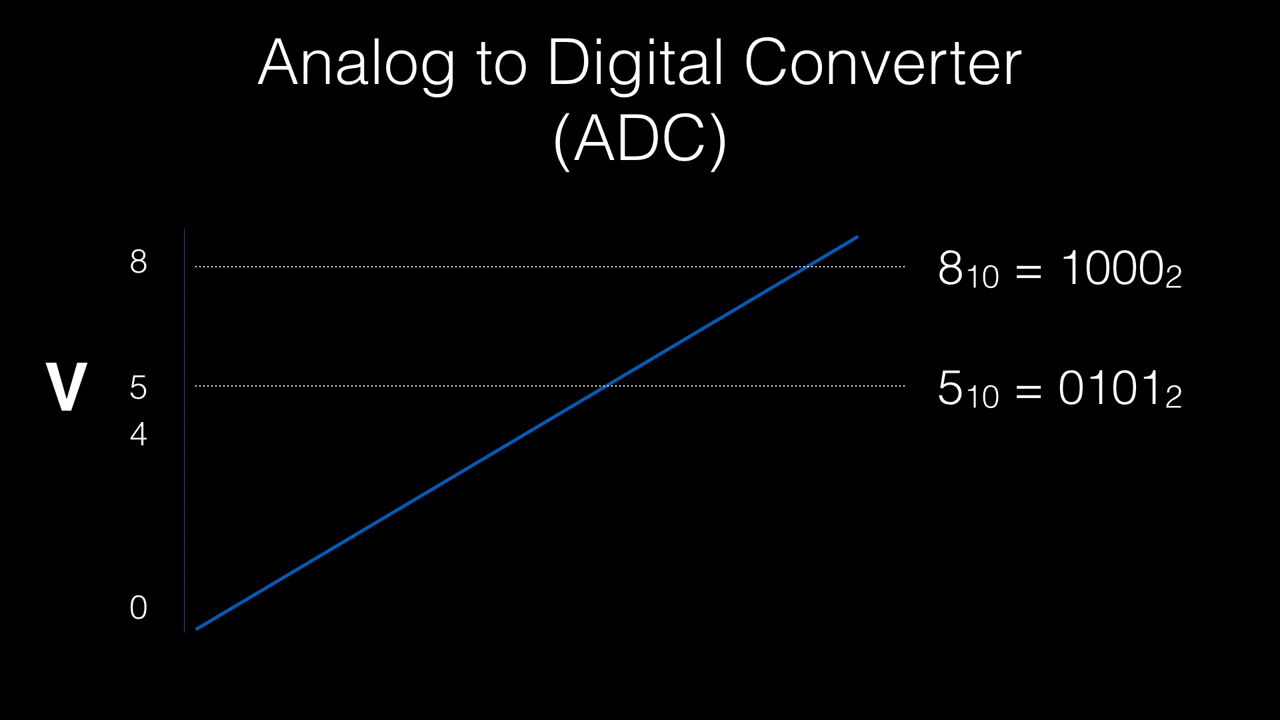 Analog to Digital Converter
(ADC)
8
8₁₀ = 1000₂
V
5
5₁₀ = 0101₂
4
0